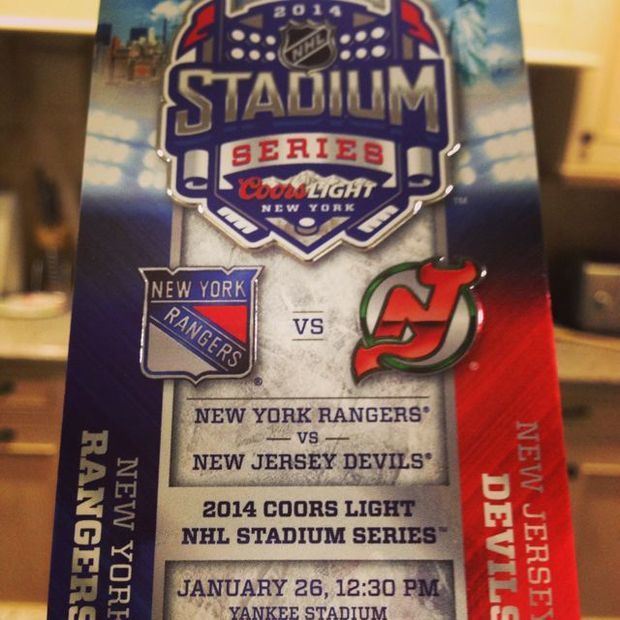 2014
NHL
STADIUM
SERIES
Coors LIGHT
NEW YORK
TM
NEW YORK
RANGERS
®
VS
NJ
®
NEW YORK RANGERS®
VS
NEW JERSEY DEVILS®
2014 COORS LIGHT
NHL STADIUM SERIES™
JANUARY 26, 12:30 PM
YANKEE STADIUM
NEW YORK
RANGERS
NEW JERSEY
DEVILS